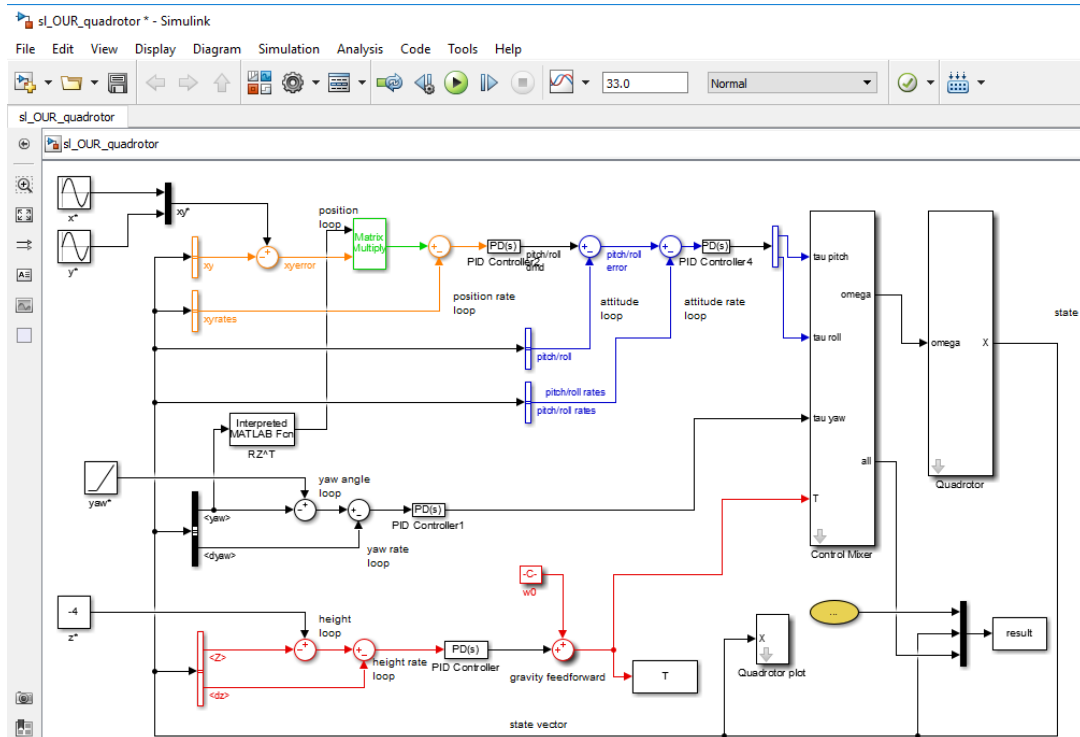 sl_OUR_quadrotor * - Simulink
File Edit View Display Diagram Simulation Analysis Code Tools Help
33.0
Normal
sl_OUR_quadrotor
sl_OUR_quadrotor
x*
xy*
y*
position
loop
Matrix
Multiply
xy
xyerror
PD(s)
PID Controller2
pitch/roll
dmd
pitch/roll
error
PD(s)
PID Controller4
tau pitch
omega
state
xyrates
position rate
loop
attitude
loop
attitude rate
loop
tau roll
omega
X
pitch/roll
pitch/roll rates
pitch/roll rates
Interpreted
MATLAB Fcn
RZ^T
tau yaw
all
Quadrotor
yaw*
yaw angle
loop
<yaw>
PD(s)
PID Controller1
T
Control Mixer
<dyaw>
yaw rate
loop
-C-
w0
-4
z*
height
loop
<Z>
PD(s)
PID Controller
height rate
loop
<dz>
gravity feedforward
T
...
X
Quadrotor plot
result
state vector